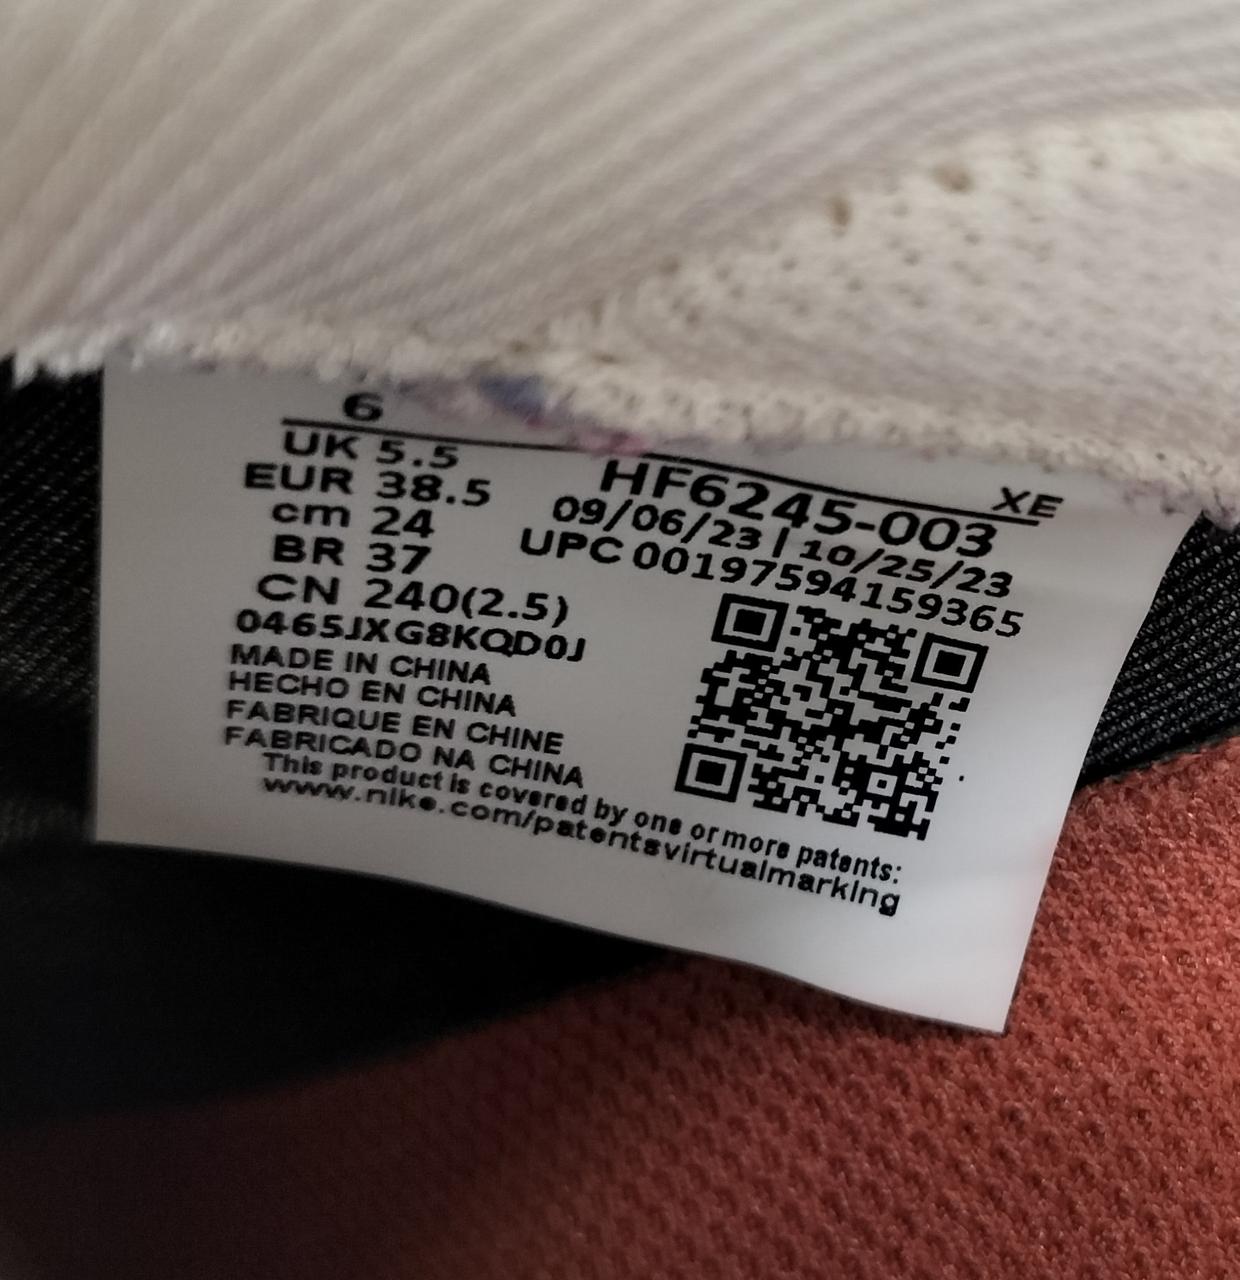 6
UK 5.5
EUR 38.5
cm 24
BR 37
CN 240(2.5)
XE
HF6245-003
09/06/23 | 10/25/23
UPC 00197594159365
0465JXG8KQD0J
MADE IN CHINA
HECHO EN CHINA
FABRIQUE EN CHINE
FABRICADO NA CHINA
This product is covered by one or more patents:
www.nike.com/patentsvirtualmarking